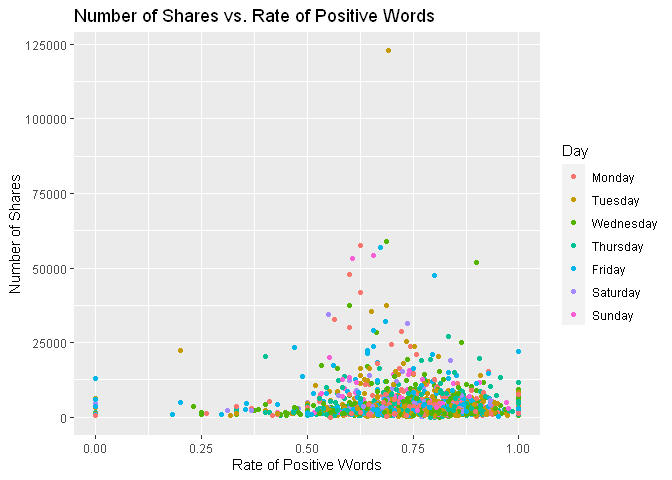 Number of Shares vs. Rate of Positive Words
125000
100000
75000
50000
25000
0
Number of Shares
0.00 0.25 0.50 0.75 1.00
Rate of Positive Words
Day
Monday
Tuesday
Wednesday
Thursday
Friday
Saturday
Sunday